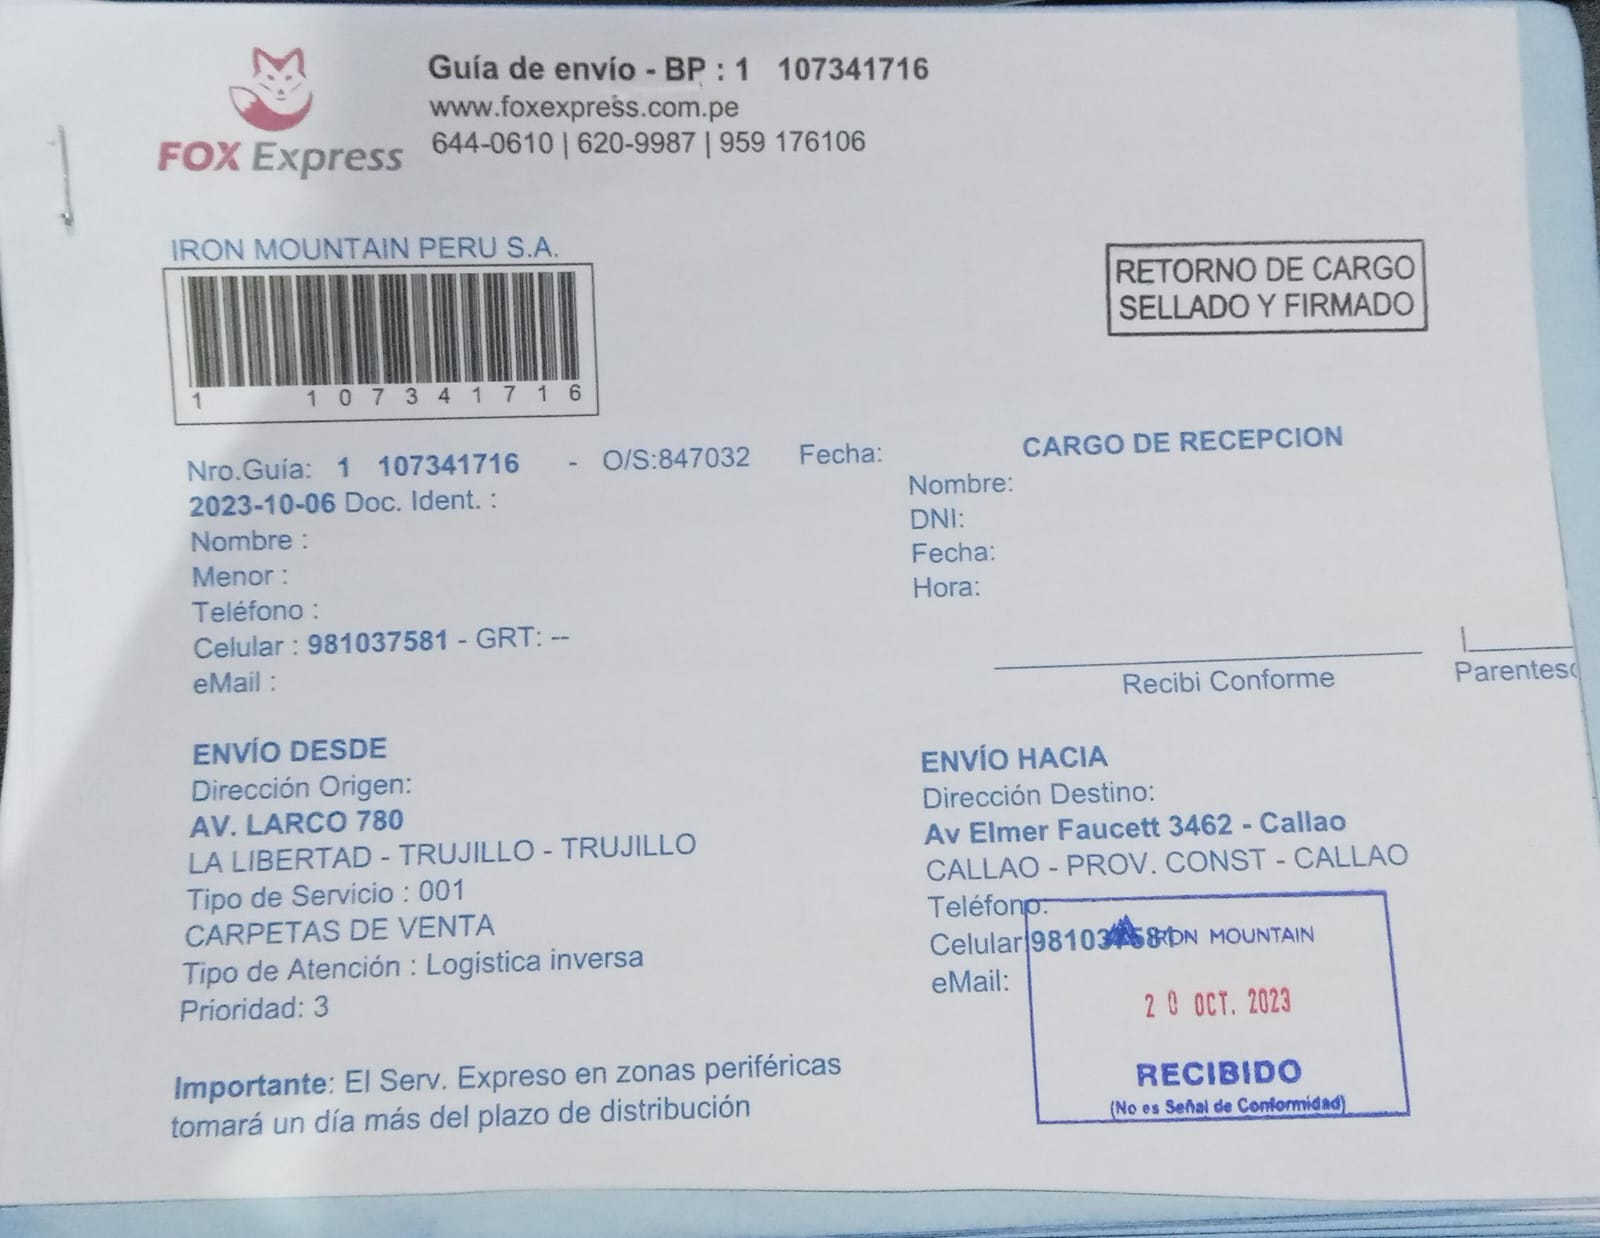 FOX Express
Guía de envío - BP : 1 107341716
www.foxexpress.com.pe
644-0610 | 620-9987 | 959 176106
IRON MOUNTAIN PERU S.A.
1 107341716
RETORNO DE CARGO
SELLADO Y FIRMADO
Nro.Guía: 1 107341716 - O/S:847032 Fecha:
2023-10-06 Doc. Ident. :
Nombre :
Menor :
Teléfono :
Celular : 981037581 - GRT: --
eMail :
CARGO DE RECEPCION
Nombre:
DNI:
Fecha:
Hora:
Recibi Conforme
Parentesc
ENVÍO DESDE
Dirección Origen:
AV. LARCO 780
LA LIBERTAD - TRUJILLO - TRUJILLO
Tipo de Servicio : 001
CARPETAS DE VENTA
Tipo de Atención : Logística inversa
Prioridad: 3
ENVÍO HACIA
Dirección Destino:
Av Elmer Faucett 3462 - Callao
CALLAO - PROV. CONST - CALLAO
Teléfono:
Celular 981037581
eMail:
IRON MOUNTAIN
20 OCT. 2023
RECIBIDO
(No es Señal de Conformidad)
Importante: El Serv. Expreso en zonas periféricas
tomará un día más del plazo de distribución